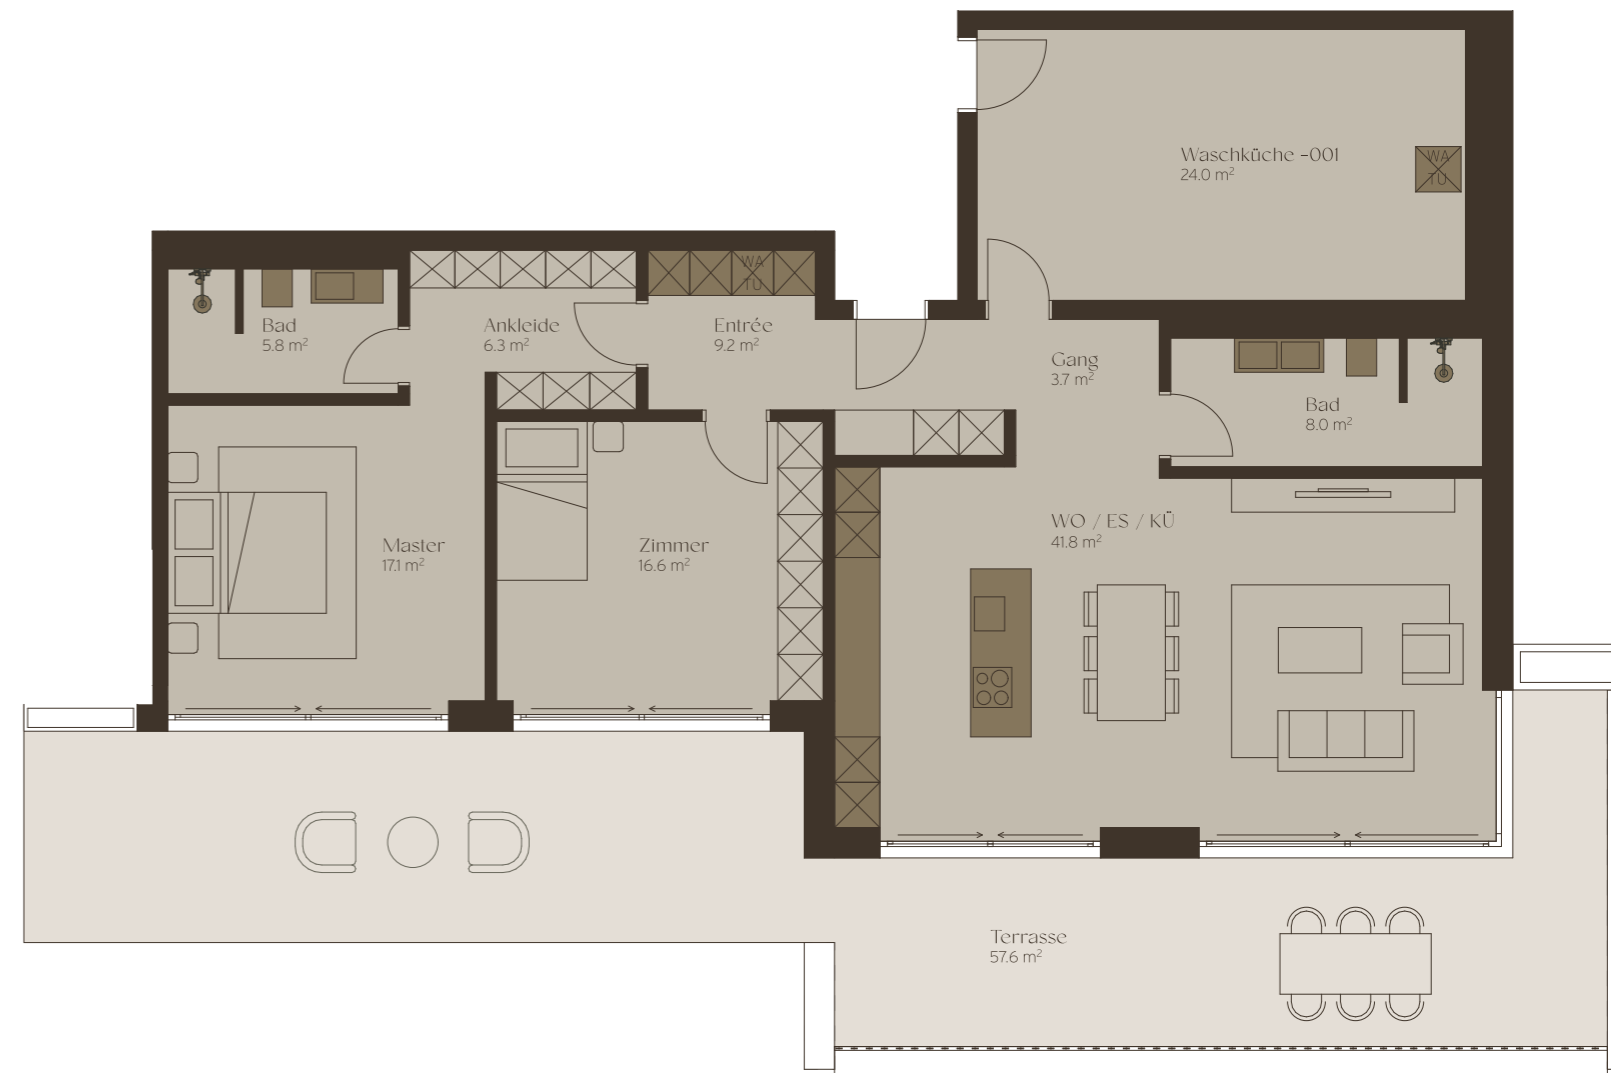 Waschküche -001
24.0 m²
WA
TU
WA
TU
Bad
5.8 m²
Ankleide
6.3 m²
Entrée
9.2 m²
Gang
3.7 m²
Bad
8.0 m²
Master
17.1 m²
Zimmer
16.6 m²
WO / ES / KÜ
41.8 m²
Terrasse
57.6 m²